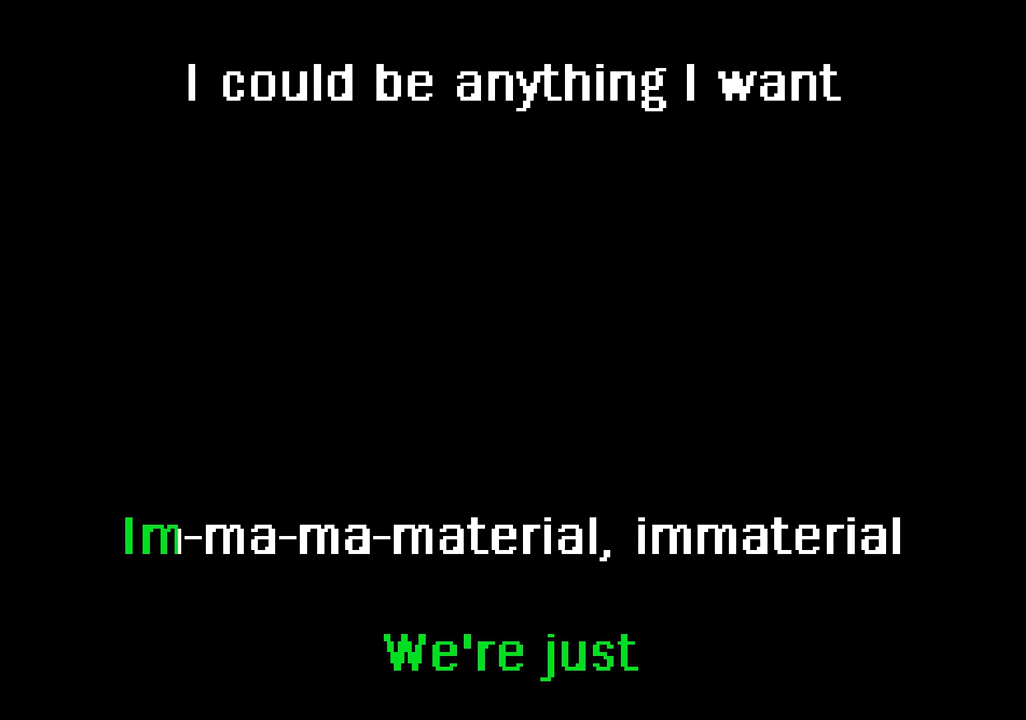 I could be anything I want
Im-ma-ma-material, immaterial
We're just